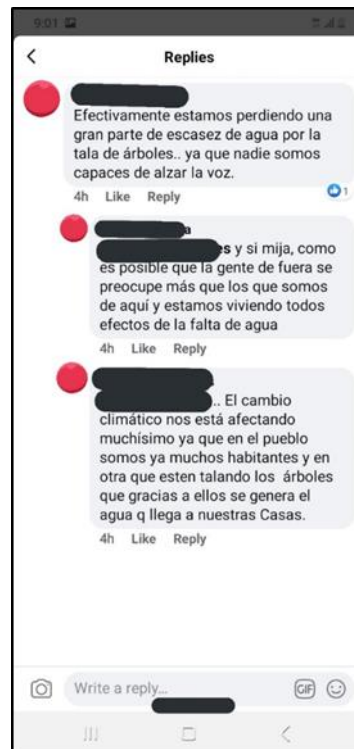 9:01
Replies
Efectivamente estamos perdiendo una
gran parte de escasez de agua por la
tala de árboles.. ya que nadie somos
capaces de alzar la voz.
4h Like Reply
1
a
es y si mija, como
es posible que la gente de fuera se
preocupe más que los que somos
de aquí y estamos viviendo todos
efectos de la falta de agua
4h Like Reply
.. El cambio
climático nos está afectando
muchísimo ya que en el pueblo
somos ya muchos habitantes y en
otra que esten talando los árboles
que gracias a ellos se genera el
agua q llega a nuestras Casas.
4h Like Reply
Write a reply...
GIF